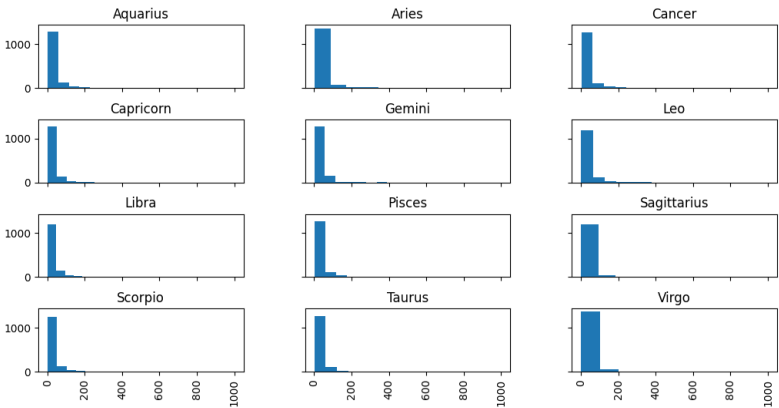 Aquarius Aries Cancer
1000
0
Capricorn Gemini Leo
1000
0
Libra Pisces Sagittarius
1000
0
Scorpio Taurus Virgo
1000
0
0 200 400 600 800 1000 0 200 400 600 800 1000 0 200 400 600 800 1000